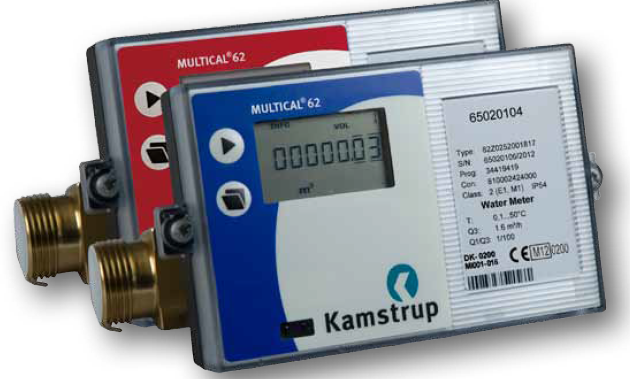 MULTICAL® 62
MULTICAL® 62
INFO VOL
00000.03
m³
Kamstrup
65020104
Type: 62Z0252001817
S/N: 65020100/2012
Prog: 34419419
Con: 810002424000
Class: 2 (E1, M1) IP54
Water Meter
T: 0,1...50°C
Q3: 1.6 m³/h
Q1/Q3: 1/100
DK- 0200 CE M12 0200
MI001-016